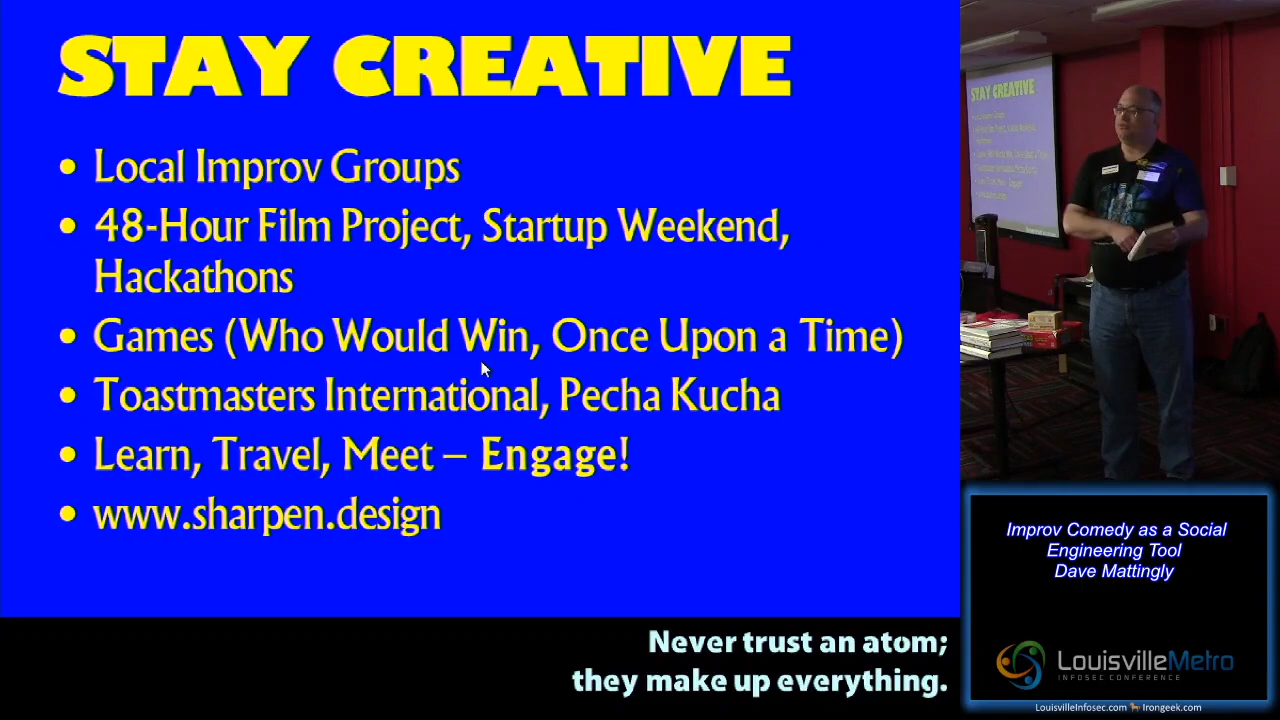 STAY CREATIVE
• Local Improv Groups
• 48-Hour Film Project, Startup Weekend,
Hackathons
• Games (Who Would Win, Once Upon a Time)
• Toastmasters International, Pecha Kucha
• Learn, Travel, Meet – Engage!
• www.sharpen.design
Never trust an atom;
they make up everything.
STAY CREATIVE
Improv Comedy as a Social
Engineering Tool
Dave Mattingly
LouisvilleMetro
INFOSEC CONFERENCE
LouisvilleInfosec.com Irongeek.com